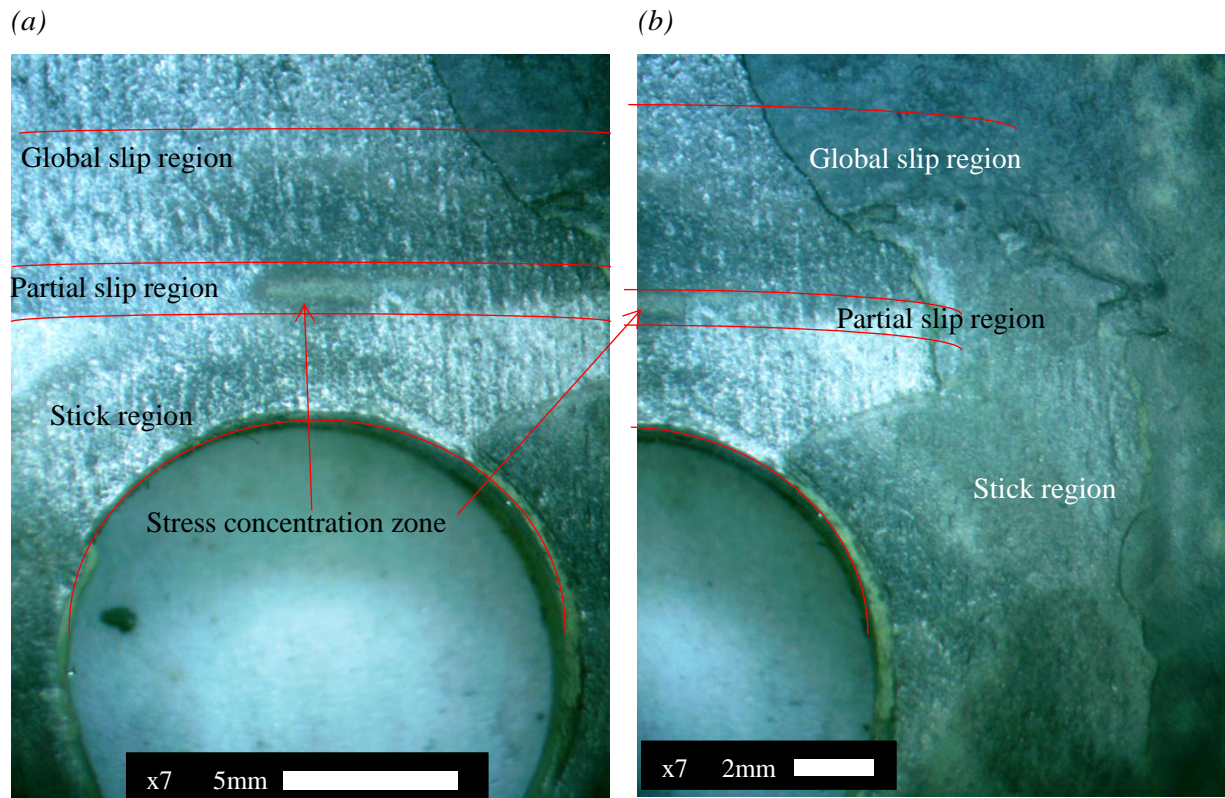 (a)
(b)
Global slip region
Global slip region
Partial slip region
Partial slip region
Stick region
Stick region
Stress concentration zone
x7 5mm
x7 2mm